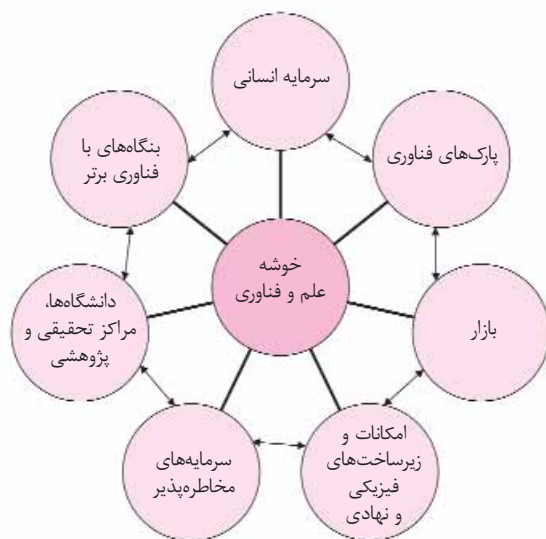 سرمایه انسانی
پارک‌های فناوری
بنگاه‌های با
فناوری برتر
خوشه
علم و فناوری
دانشگاه‌ها،
مراکز تحقیقی و
پژوهشی
بازار
امکانات و
زیرساخت‌های
فیزیکی
و نهادی
سرمایه‌های
مخاطره‌پذیر